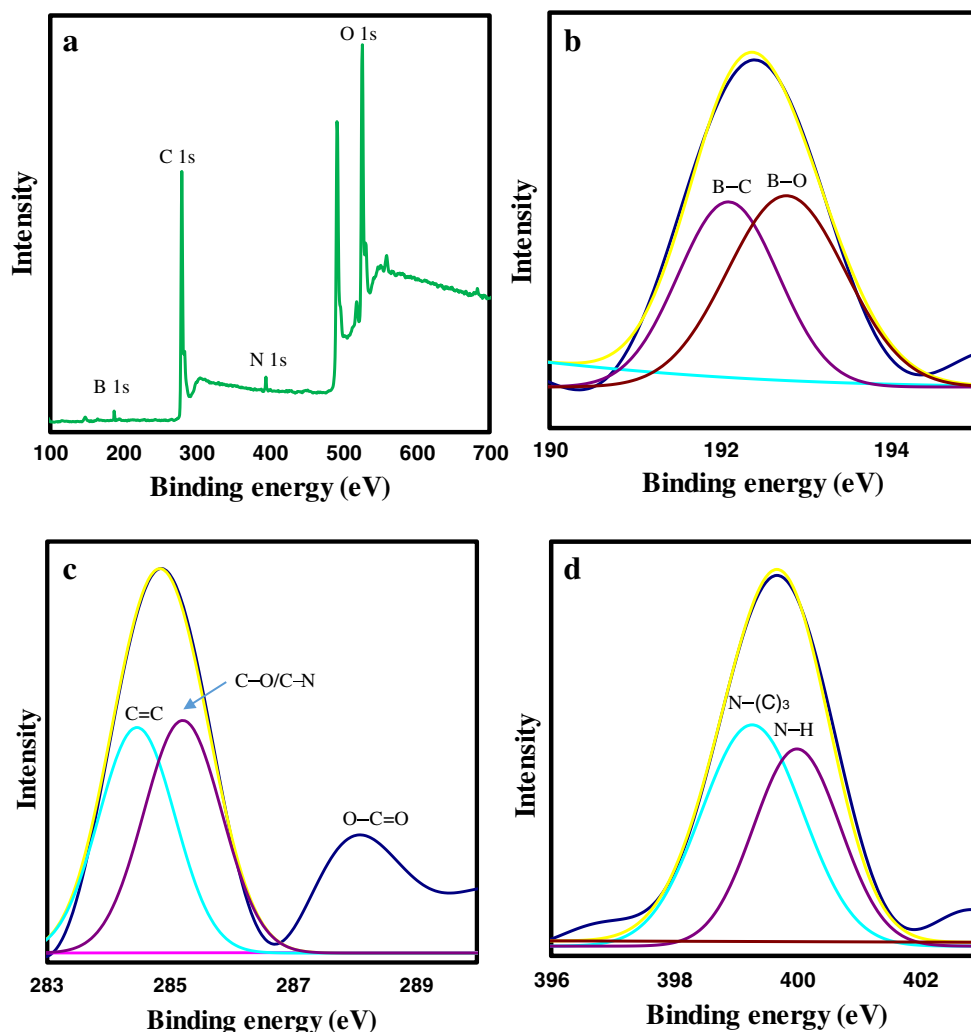 a
O 1s
C 1s
N 1s
B 1s
Intensity
100 200 300 400 500 600 700
Binding energy (eV)
b
B–C
B–O
Intensity
190 192 194
Binding energy (eV)
c
C–O/C–N
C=C
O–C=O
Intensity
283 285 287 289
Binding energy (eV)
d
N–(C)₃
N–H
Intensity
396 398 400 402
Binding energy (eV)